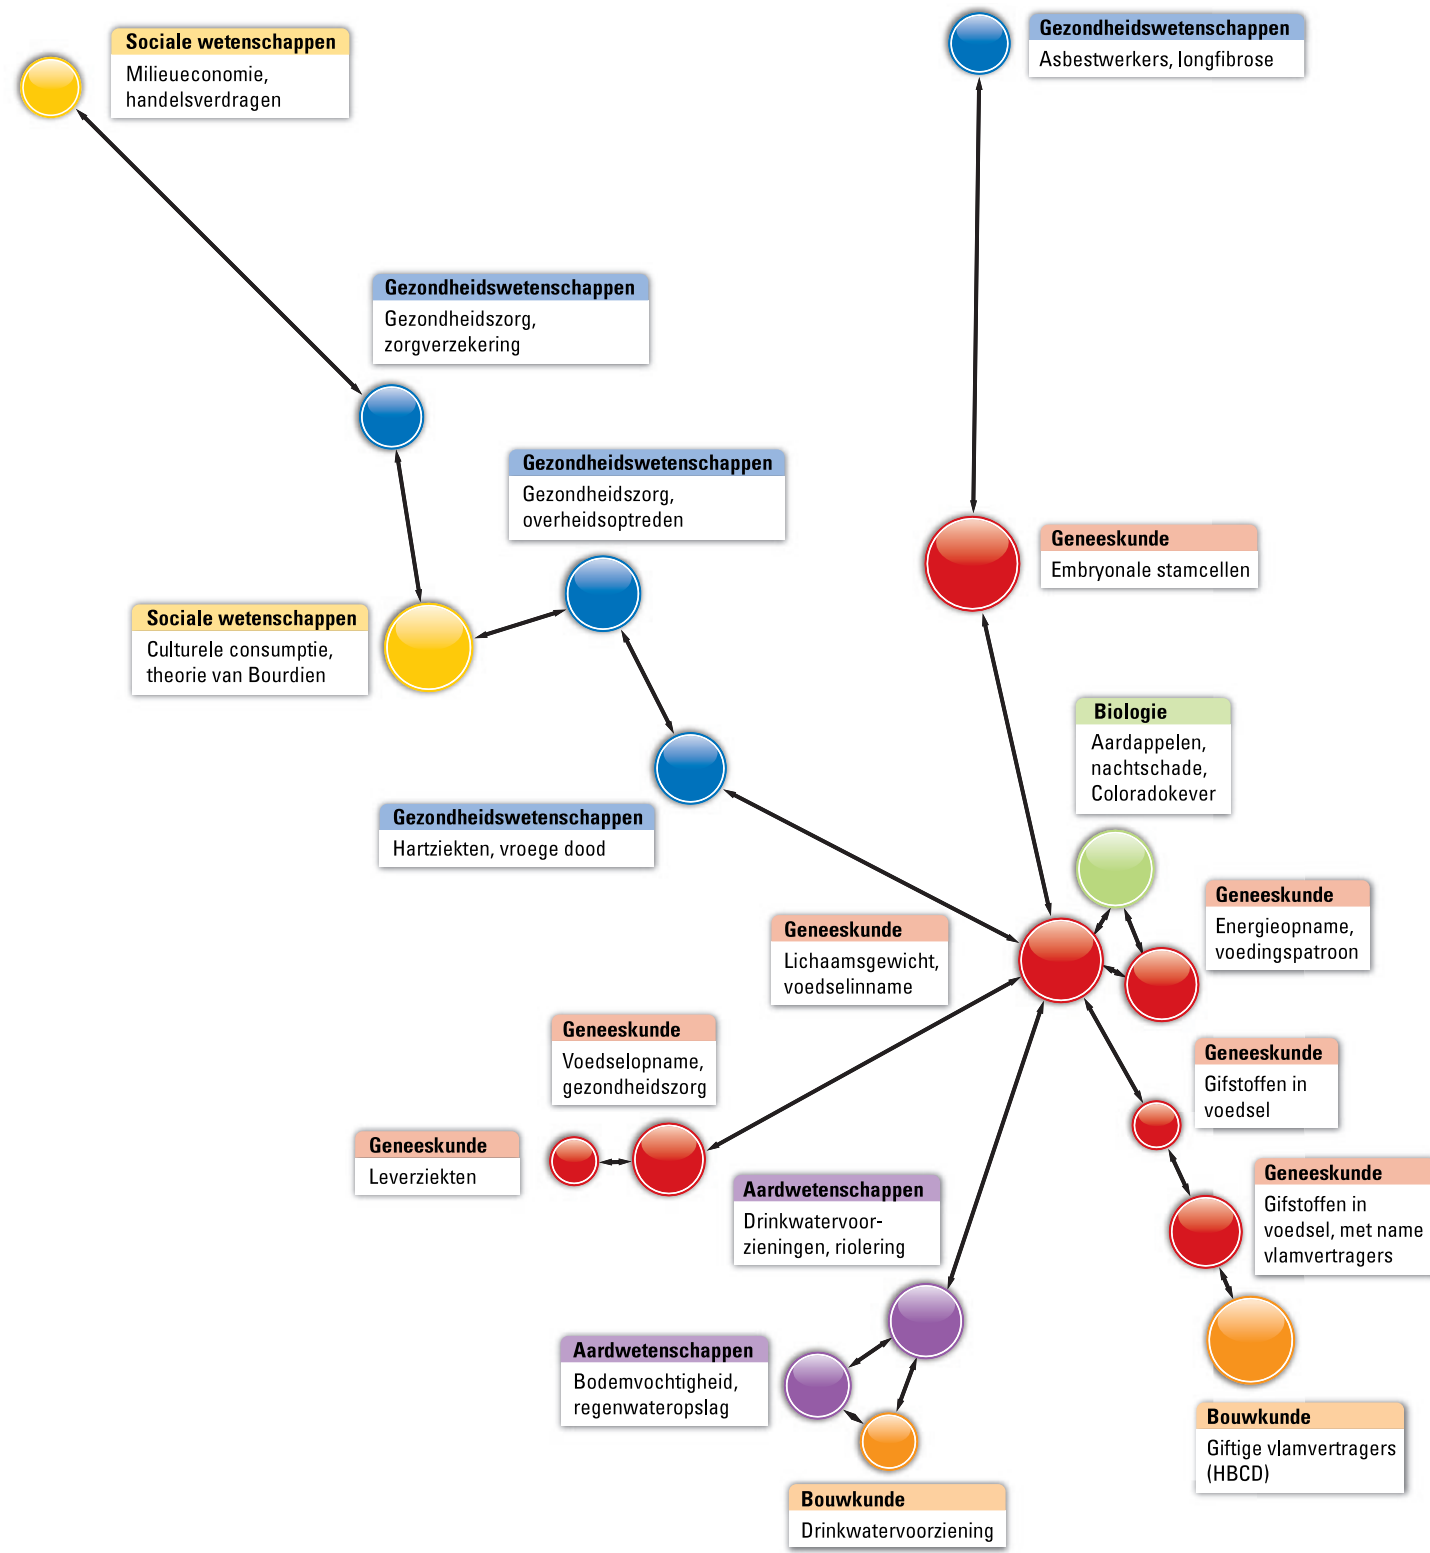 Sociale wetenschappen
Milieueconomie,
handelsverdragen
Gezondheidswetenschappen
Asbestwerkers, longfibrose
Gezondheidswetenschappen
Gezondheidszorg,
zorgverzekering
Gezondheidswetenschappen
Gezondheidszorg,
overheidsoptreden
Geneeskunde
Embryonale stamcellen
Sociale wetenschappen
Culturele consumptie,
theorie van Bourdien
Biologie
Aardappelen,
nachtschade,
Coloradokever
Gezondheidswetenschappen
Hartziekten, vroege dood
Geneeskunde
Energieopname,
voedingspatroon
Geneeskunde
Lichaamsgewicht,
voedselinname
Geneeskunde
Voedselopname,
gezondheidszorg
Geneeskunde
Gifstoffen in
voedsel
Geneeskunde
Leverziekten
Geneeskunde
Gifstoffen in
voedsel, met name
vlamvertragers
Aardwetenschappen
Drinkwatervoor-
zieningen, riolering
Aardwetenschappen
Bodemvochtigheid,
regenwateropslag
Bouwkunde
Giftige vlamvertragers
(HBCD)
Bouwkunde
Drinkwatervoorziening